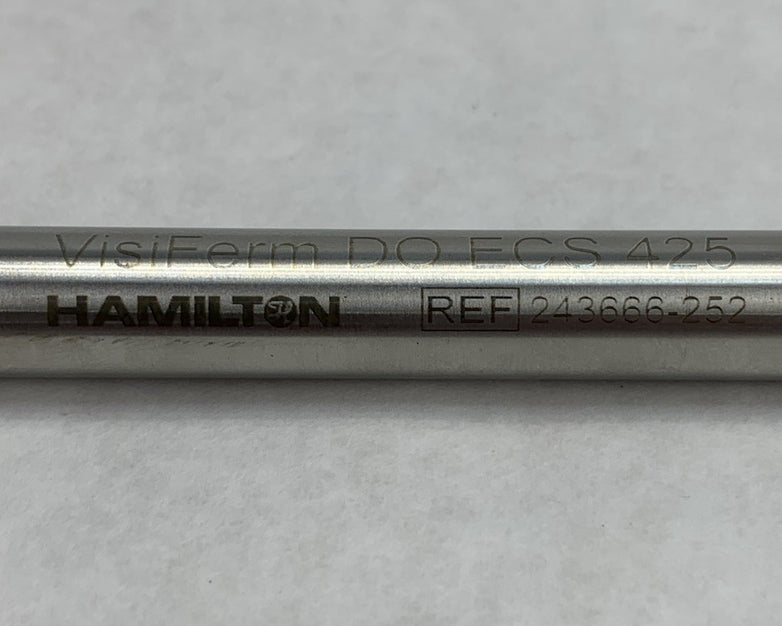 VisiFerm DO ECS 425
HAMILTON REF 243666-252